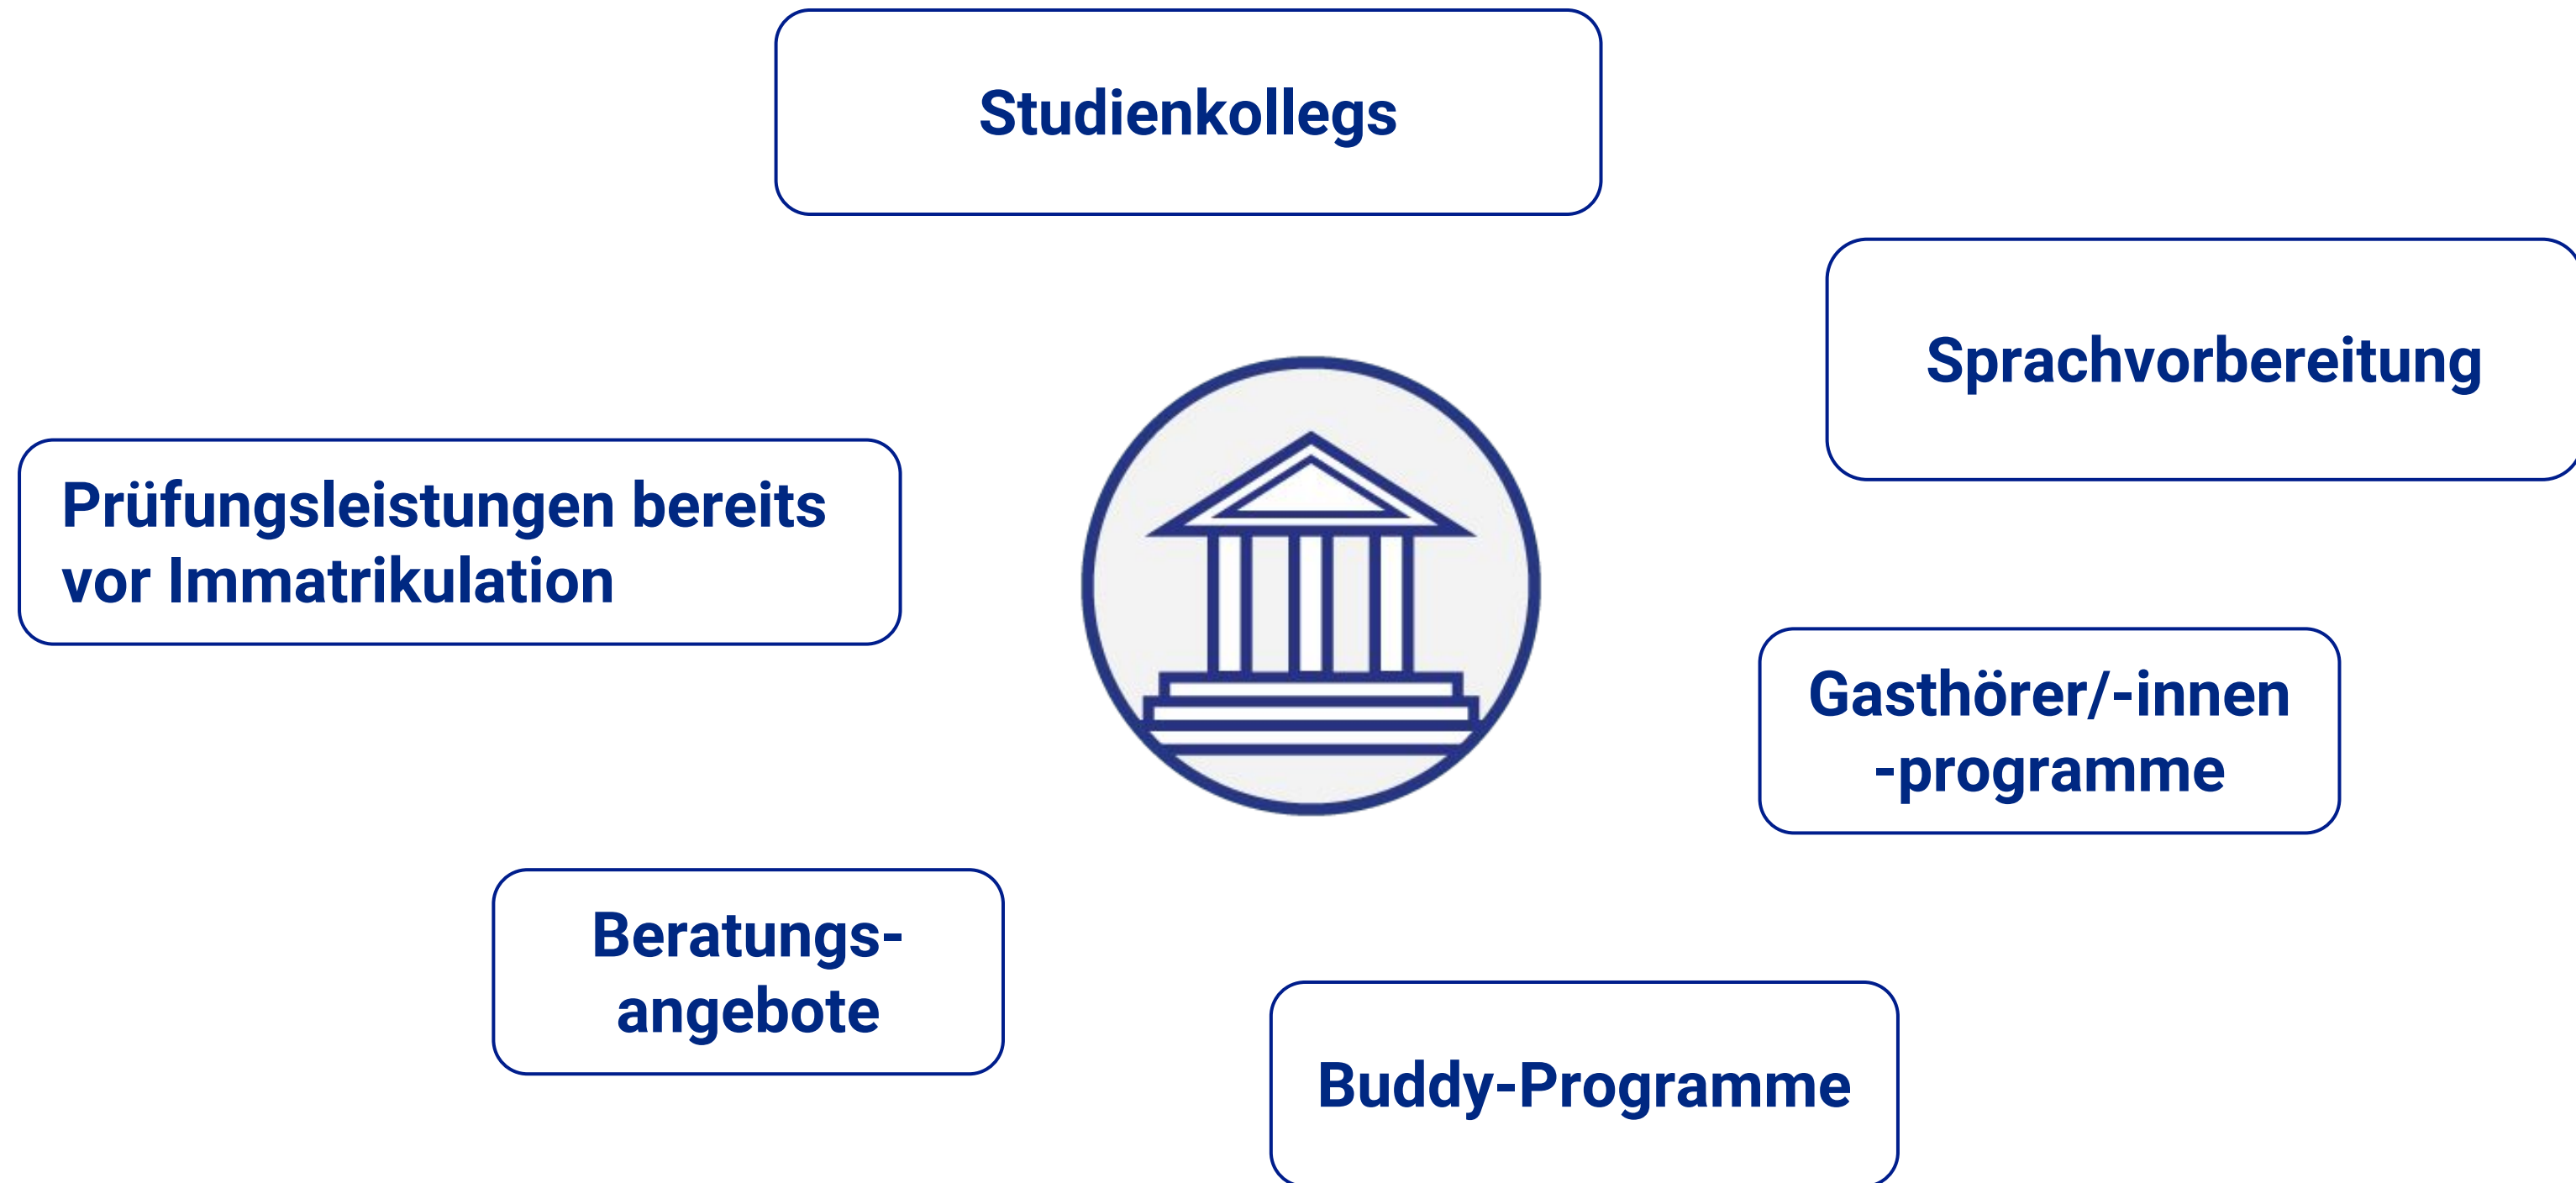 Studienkollegs
Sprachvorbereitung
Prüfungsleistungen bereits
vor Immatrikulation
Gasthörer/-innen
-programme
Beratungs-
angebote
Buddy-Programme